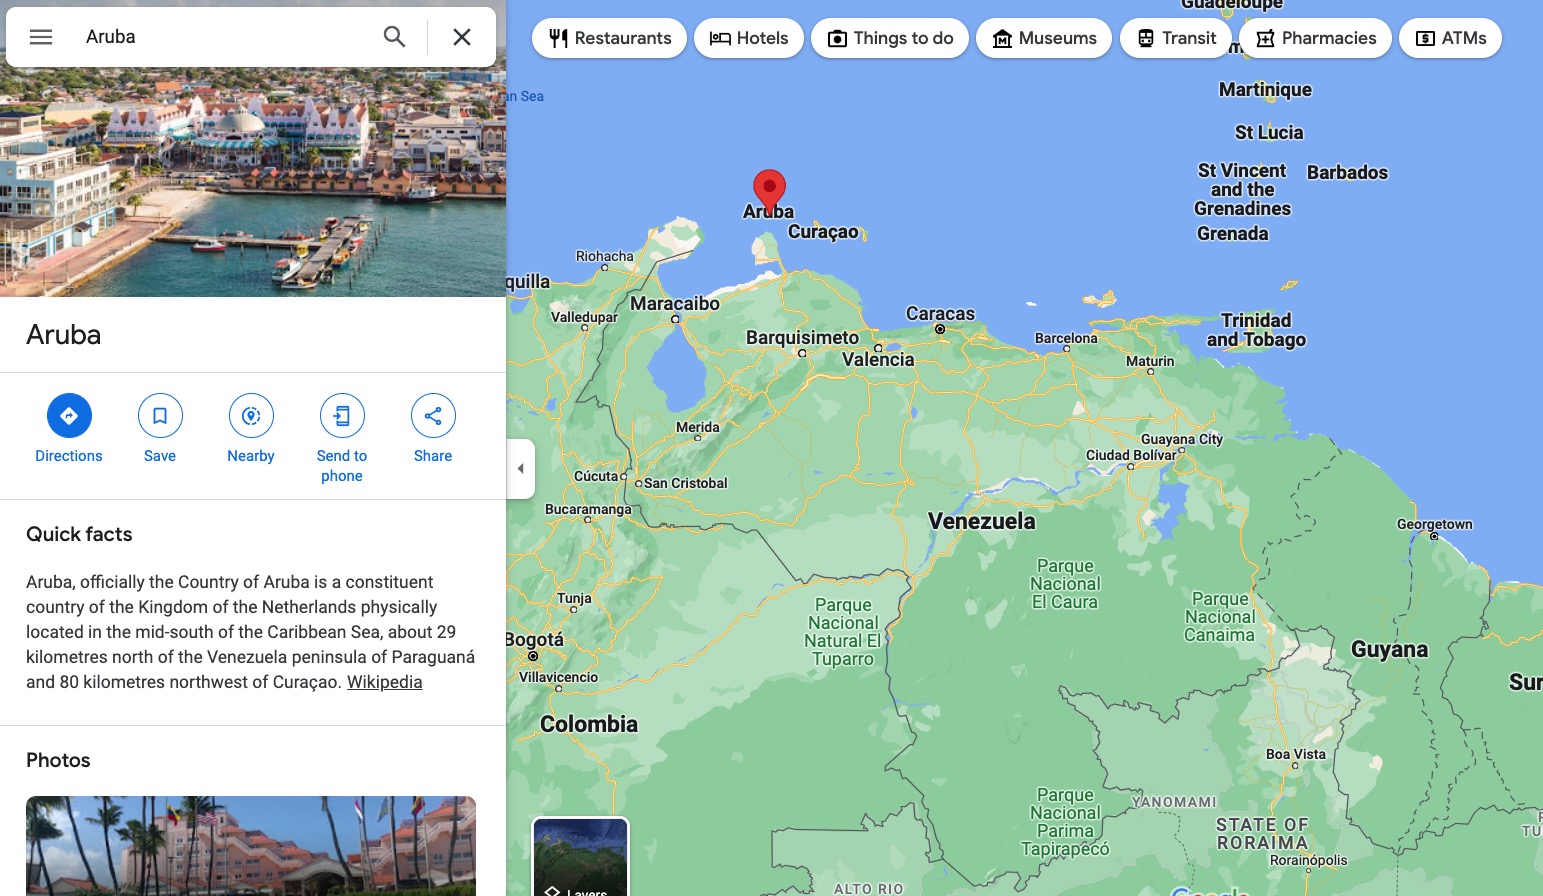 Aruba
Restaurants
Hotels
Things to do
Museums
Transit
Pharmacies
ATMs
Guadeloupe
an Sea
Martinique
St Lucia
St Vincent
and the
Grenadines
Barbados
Grenada
Aruba
Curaçao
Riohacha
quilla
Maracaibo
Valledupar
Caracas
Trinidad
and Tobago
Barquisimeto
Valencia
Barcelona
Maturin
Aruba
Directions
Save
Nearby
Send to
phone
Share
Merida
Guayana City
Ciudad Bolívar
Cúcuta
San Cristobal
Bucaramanga
Venezuela
Georgetown
Quick facts
Aruba, officially the Country of Aruba is a constituent
country of the Kingdom of the Netherlands physically
located in the mid-south of the Caribbean Sea, about 29
kilometres north of the Venezuela peninsula of Paraguaná
and 80 kilometres northwest of Curaçao. Wikipedia
Parque
Nacional
El Caura
Tunja
Parque
Nacional
Natural El
Tuparro
Parque
Nacional
Canaima
Bogotá
Guyana
Villavicencio
Sur
Colombia
Photos
Boa Vista
Parque
Nacional
Parima
Tapirapecó
YANOMAMI
STATE OF
RORAIMA
Rorainópolis
ALTO RIO
Layers
Google